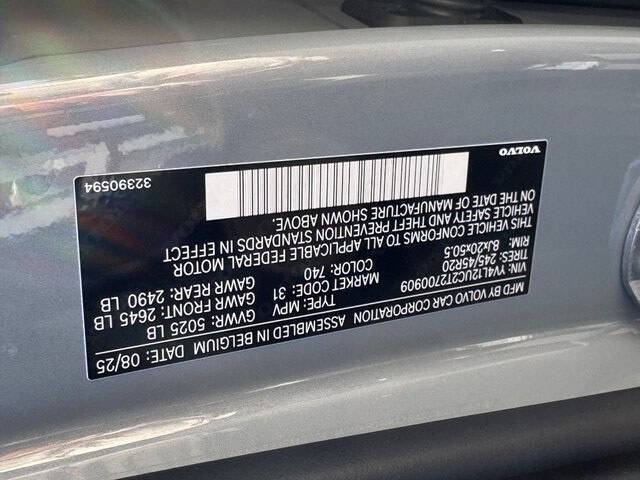 MFD BY VOLVO CAR CORPORATION ASSEMBLED IN BELGIUM DATE: 08/25
VIN: YV4L12UC2T2700909 TYPE: MPV GVWR: 5025 LB
TIRES: 245/45R20 MARKET CODE: 31 GAWR FRONT: 2645 LB
RIM: 8Jx20x50.5 COLOR: 740 GAWR REAR: 2490 LB
THIS VEHICLE CONFORMS TO ALL APPLICABLE FEDERAL MOTOR
VEHICLE SAFETY AND THEFT PREVENTION STANDARDS IN EFFECT
ON THE DATE OF MANUFACTURE SHOWN ABOVE.
VOLVO
32390594